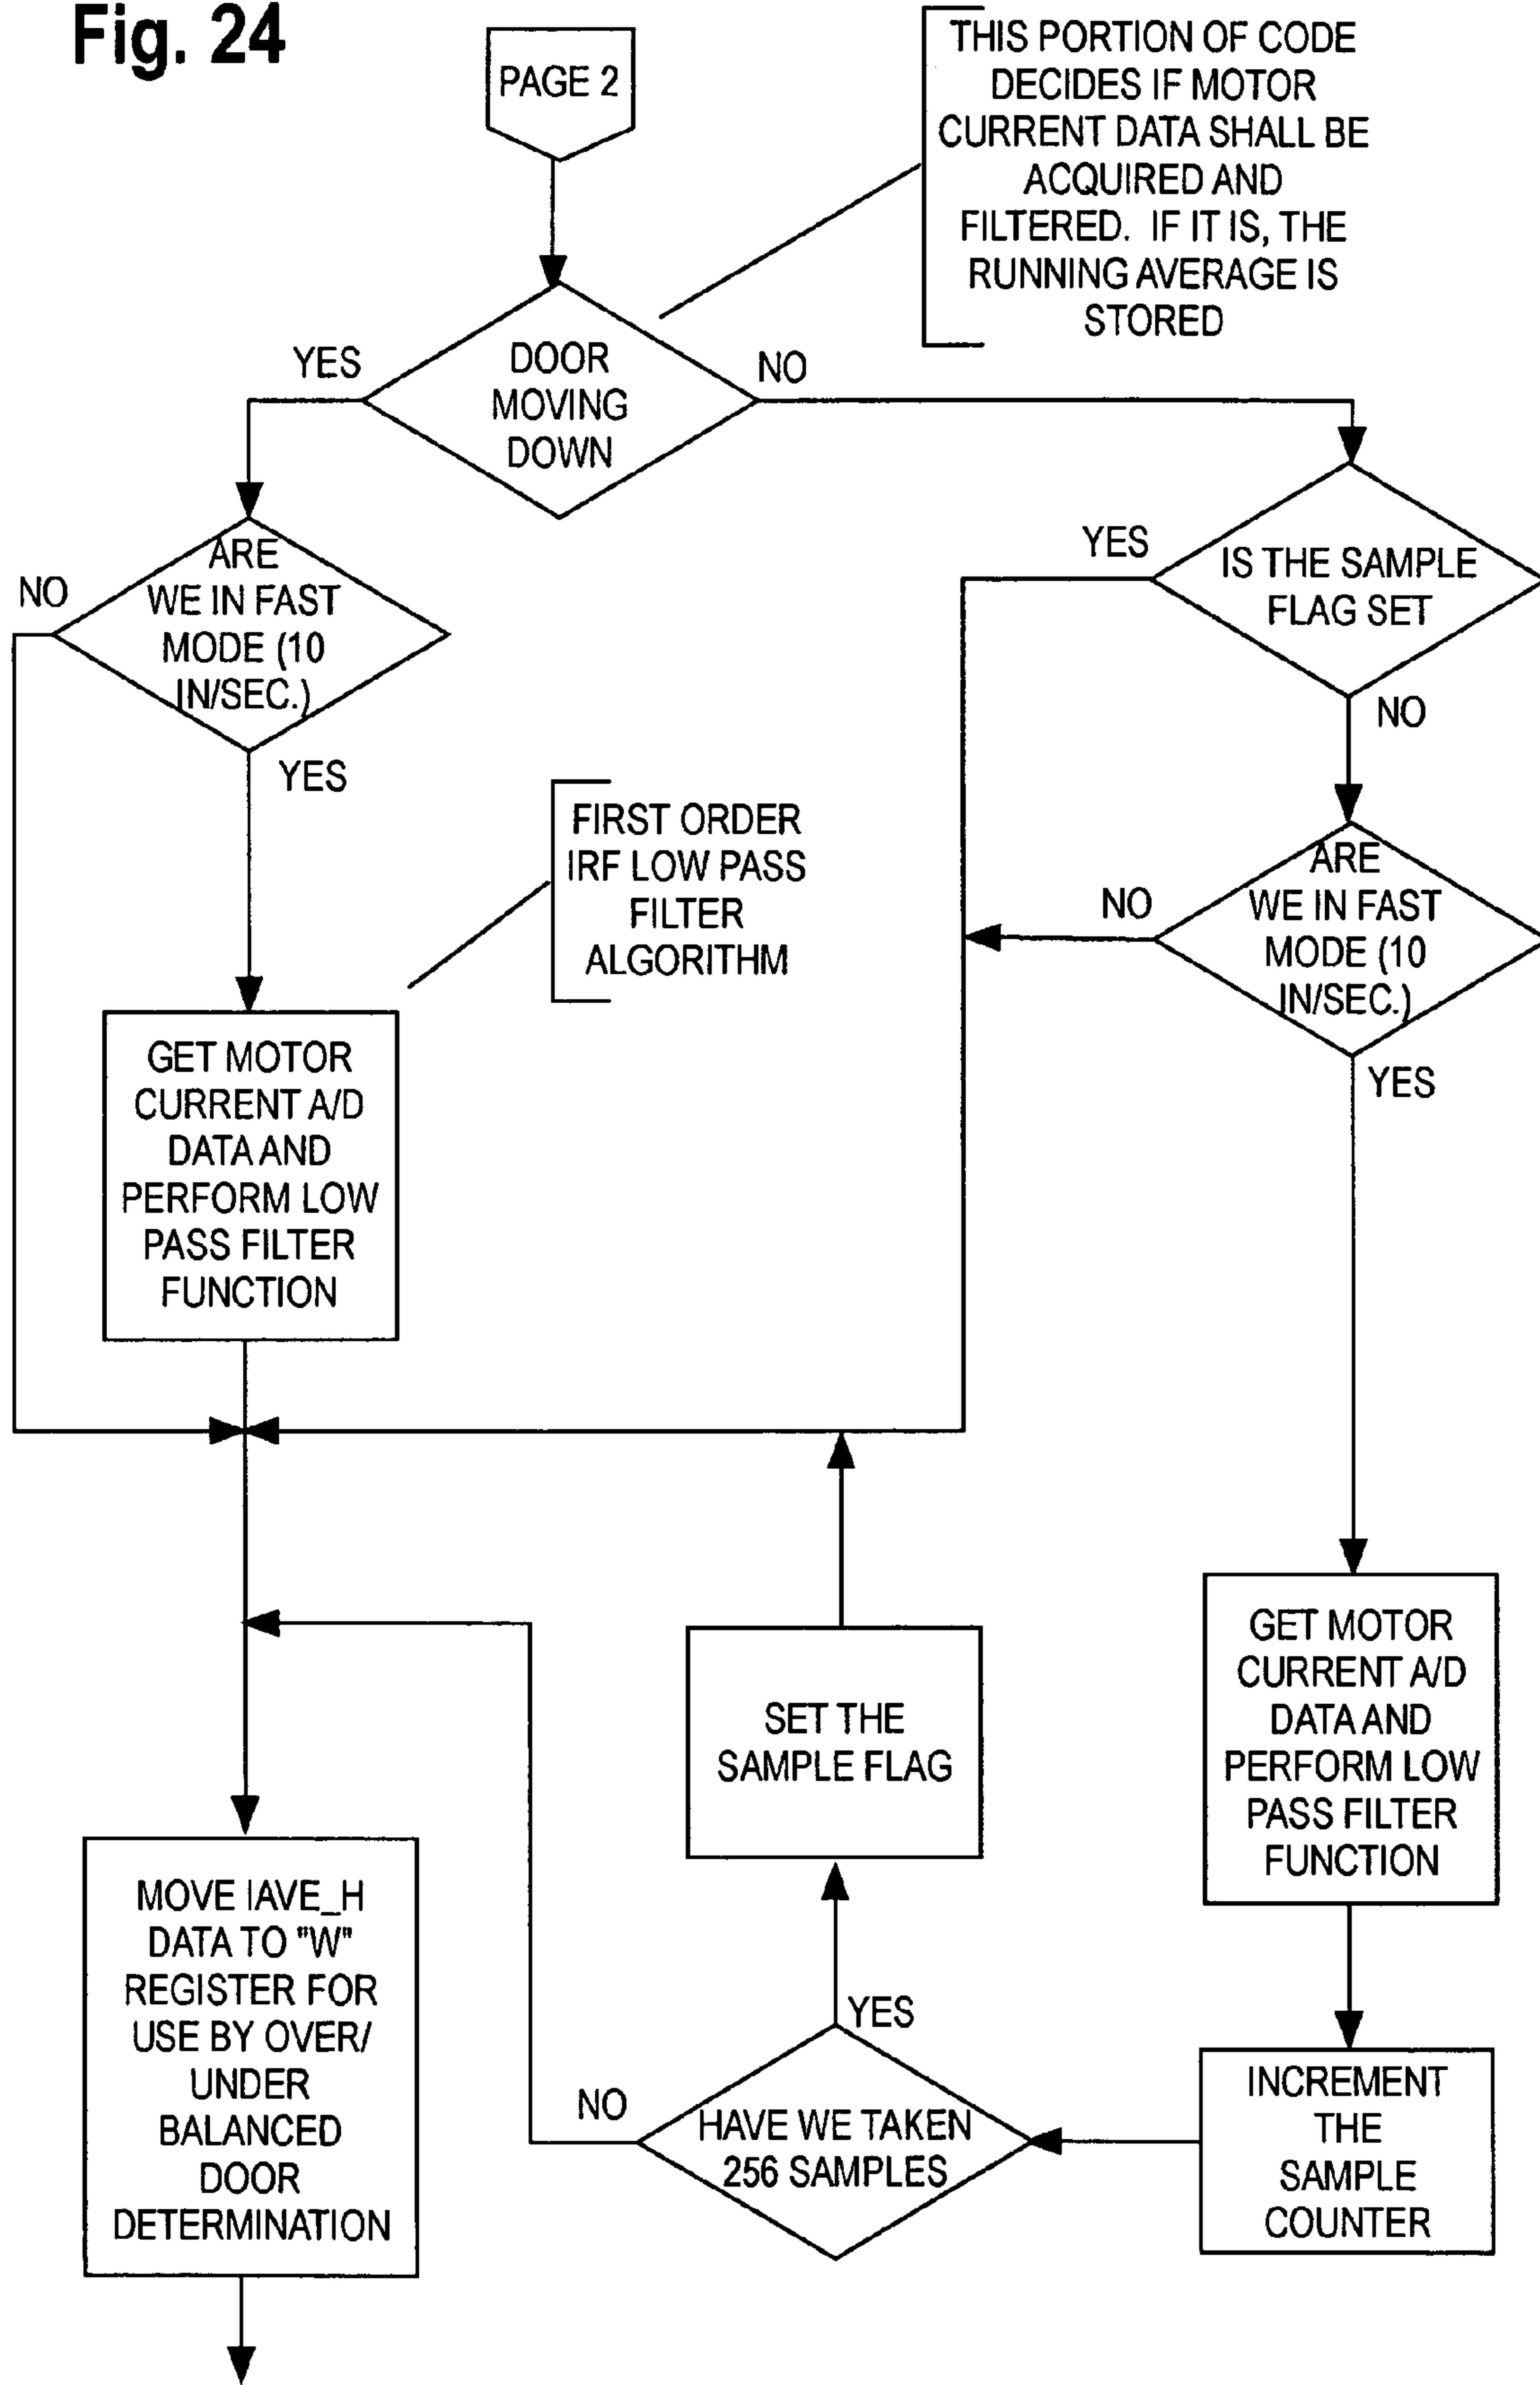 Fig. 24
PAGE 2
THIS PORTION OF CODE
DECIDES IF MOTOR
CURRENT DATA SHALL BE
ACQUIRED AND
FILTERED. IF IT IS, THE
RUNNING AVERAGE IS
STORED
YES
DOOR
MOVING
DOWN
NO
NO
ARE
WE IN FAST
MODE (10
IN/SEC.)
YES
YES
IS THE SAMPLE
FLAG SET
NO
FIRST ORDER
IRF LOW PASS
FILTER
ALGORITHM
NO
ARE
WE IN FAST
MODE (10
IN/SEC.)
YES
GET MOTOR
CURRENT A/D
DATA AND
PERFORM LOW
PASS FILTER
FUNCTION
GET MOTOR
CURRENT A/D
DATA AND
PERFORM LOW
PASS FILTER
FUNCTION
SET THE
SAMPLE FLAG
MOVE IAVE_H
DATA TO "W"
REGISTER FOR
USE BY OVER/
UNDER
BALANCED
DOOR
DETERMINATION
YES
NO
HAVE WE TAKEN
256 SAMPLES
INCREMENT
THE
SAMPLE
COUNTER